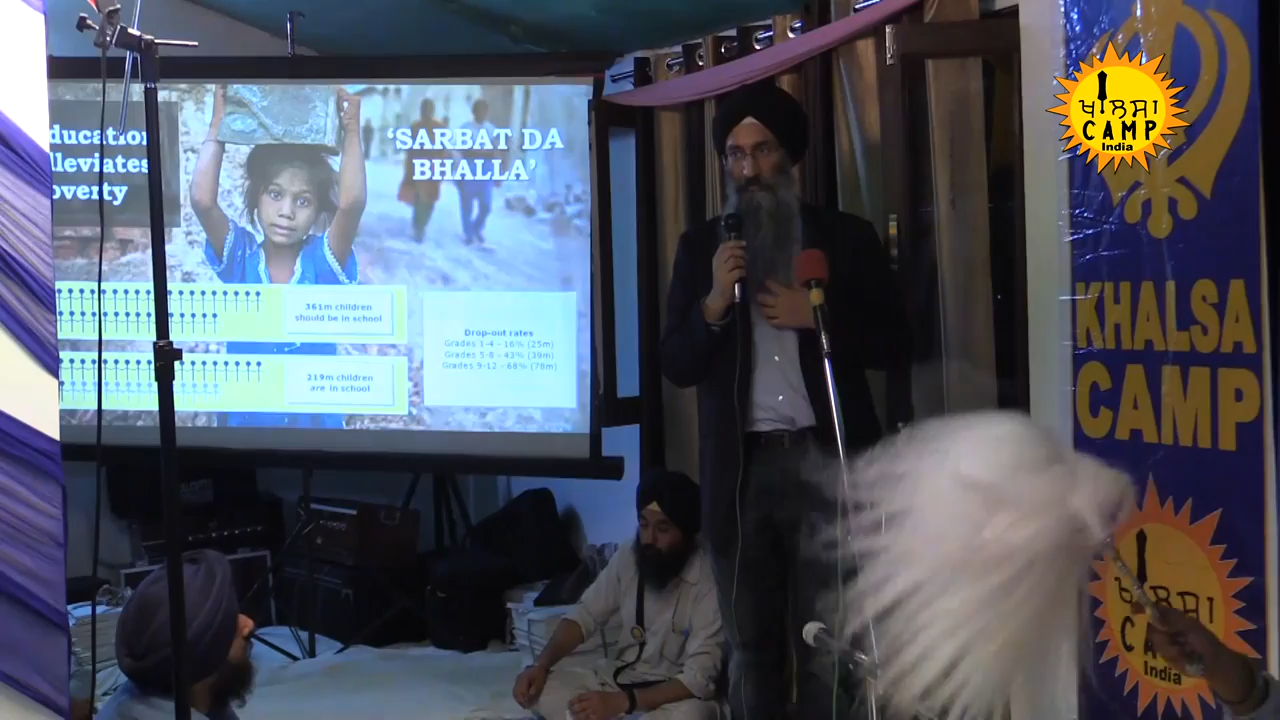 ducation
lleviates
overty
'SARBAT DA
BHALLA'
361m children
should be in school
219m children
are in school
Drop-out rates
Grades 1-4 - 16% (25m)
Grades 5-8 - 43% (39m)
Grades 9-12 - 68% (78m)
ਖਾਲਸਾ
CAMP
India
KHALSA
CAMP
India